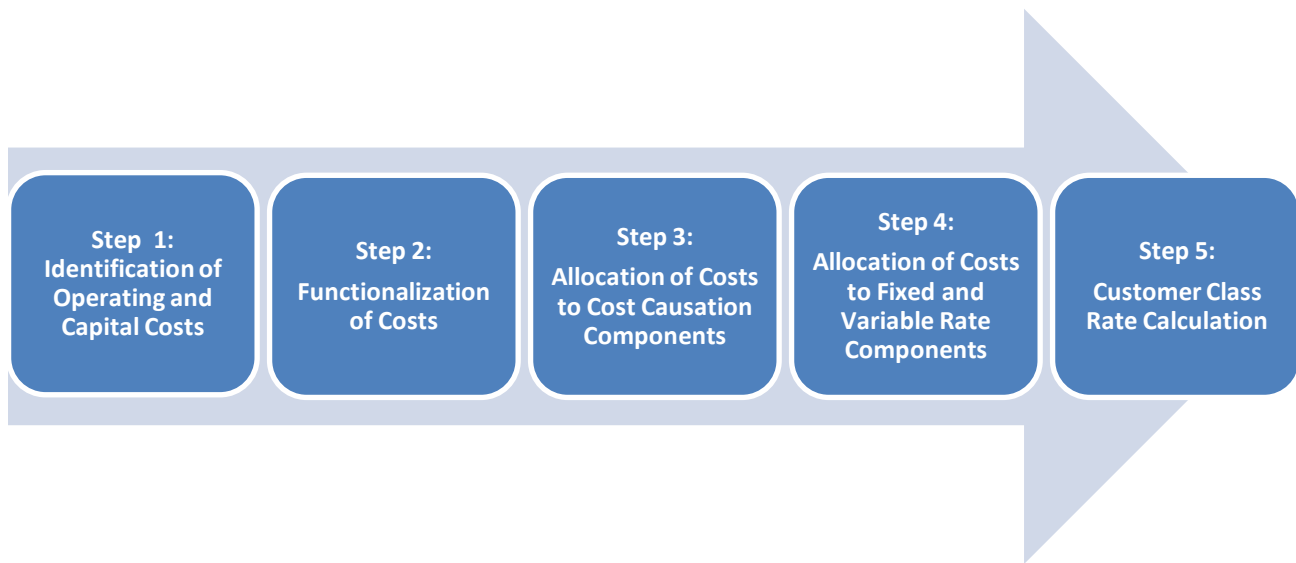 Step 1:
Identification of
Operating and
Capital Costs
Step 2:
Functionalization
of Costs
Step 3:
Allocation of Costs
to Cost Causation
Components
Step 4:
Allocation of Costs
to Fixed and
Variable Rate
Components
Step 5:
Customer Class
Rate Calculation